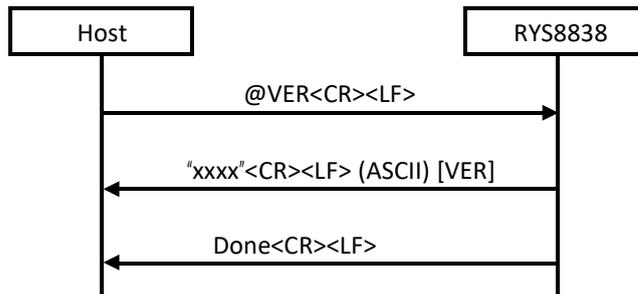 Host
RYS8838
@VER<CR><LF>
"xxxx"<CR><LF> (ASCII) [VER]
Done<CR><LF>